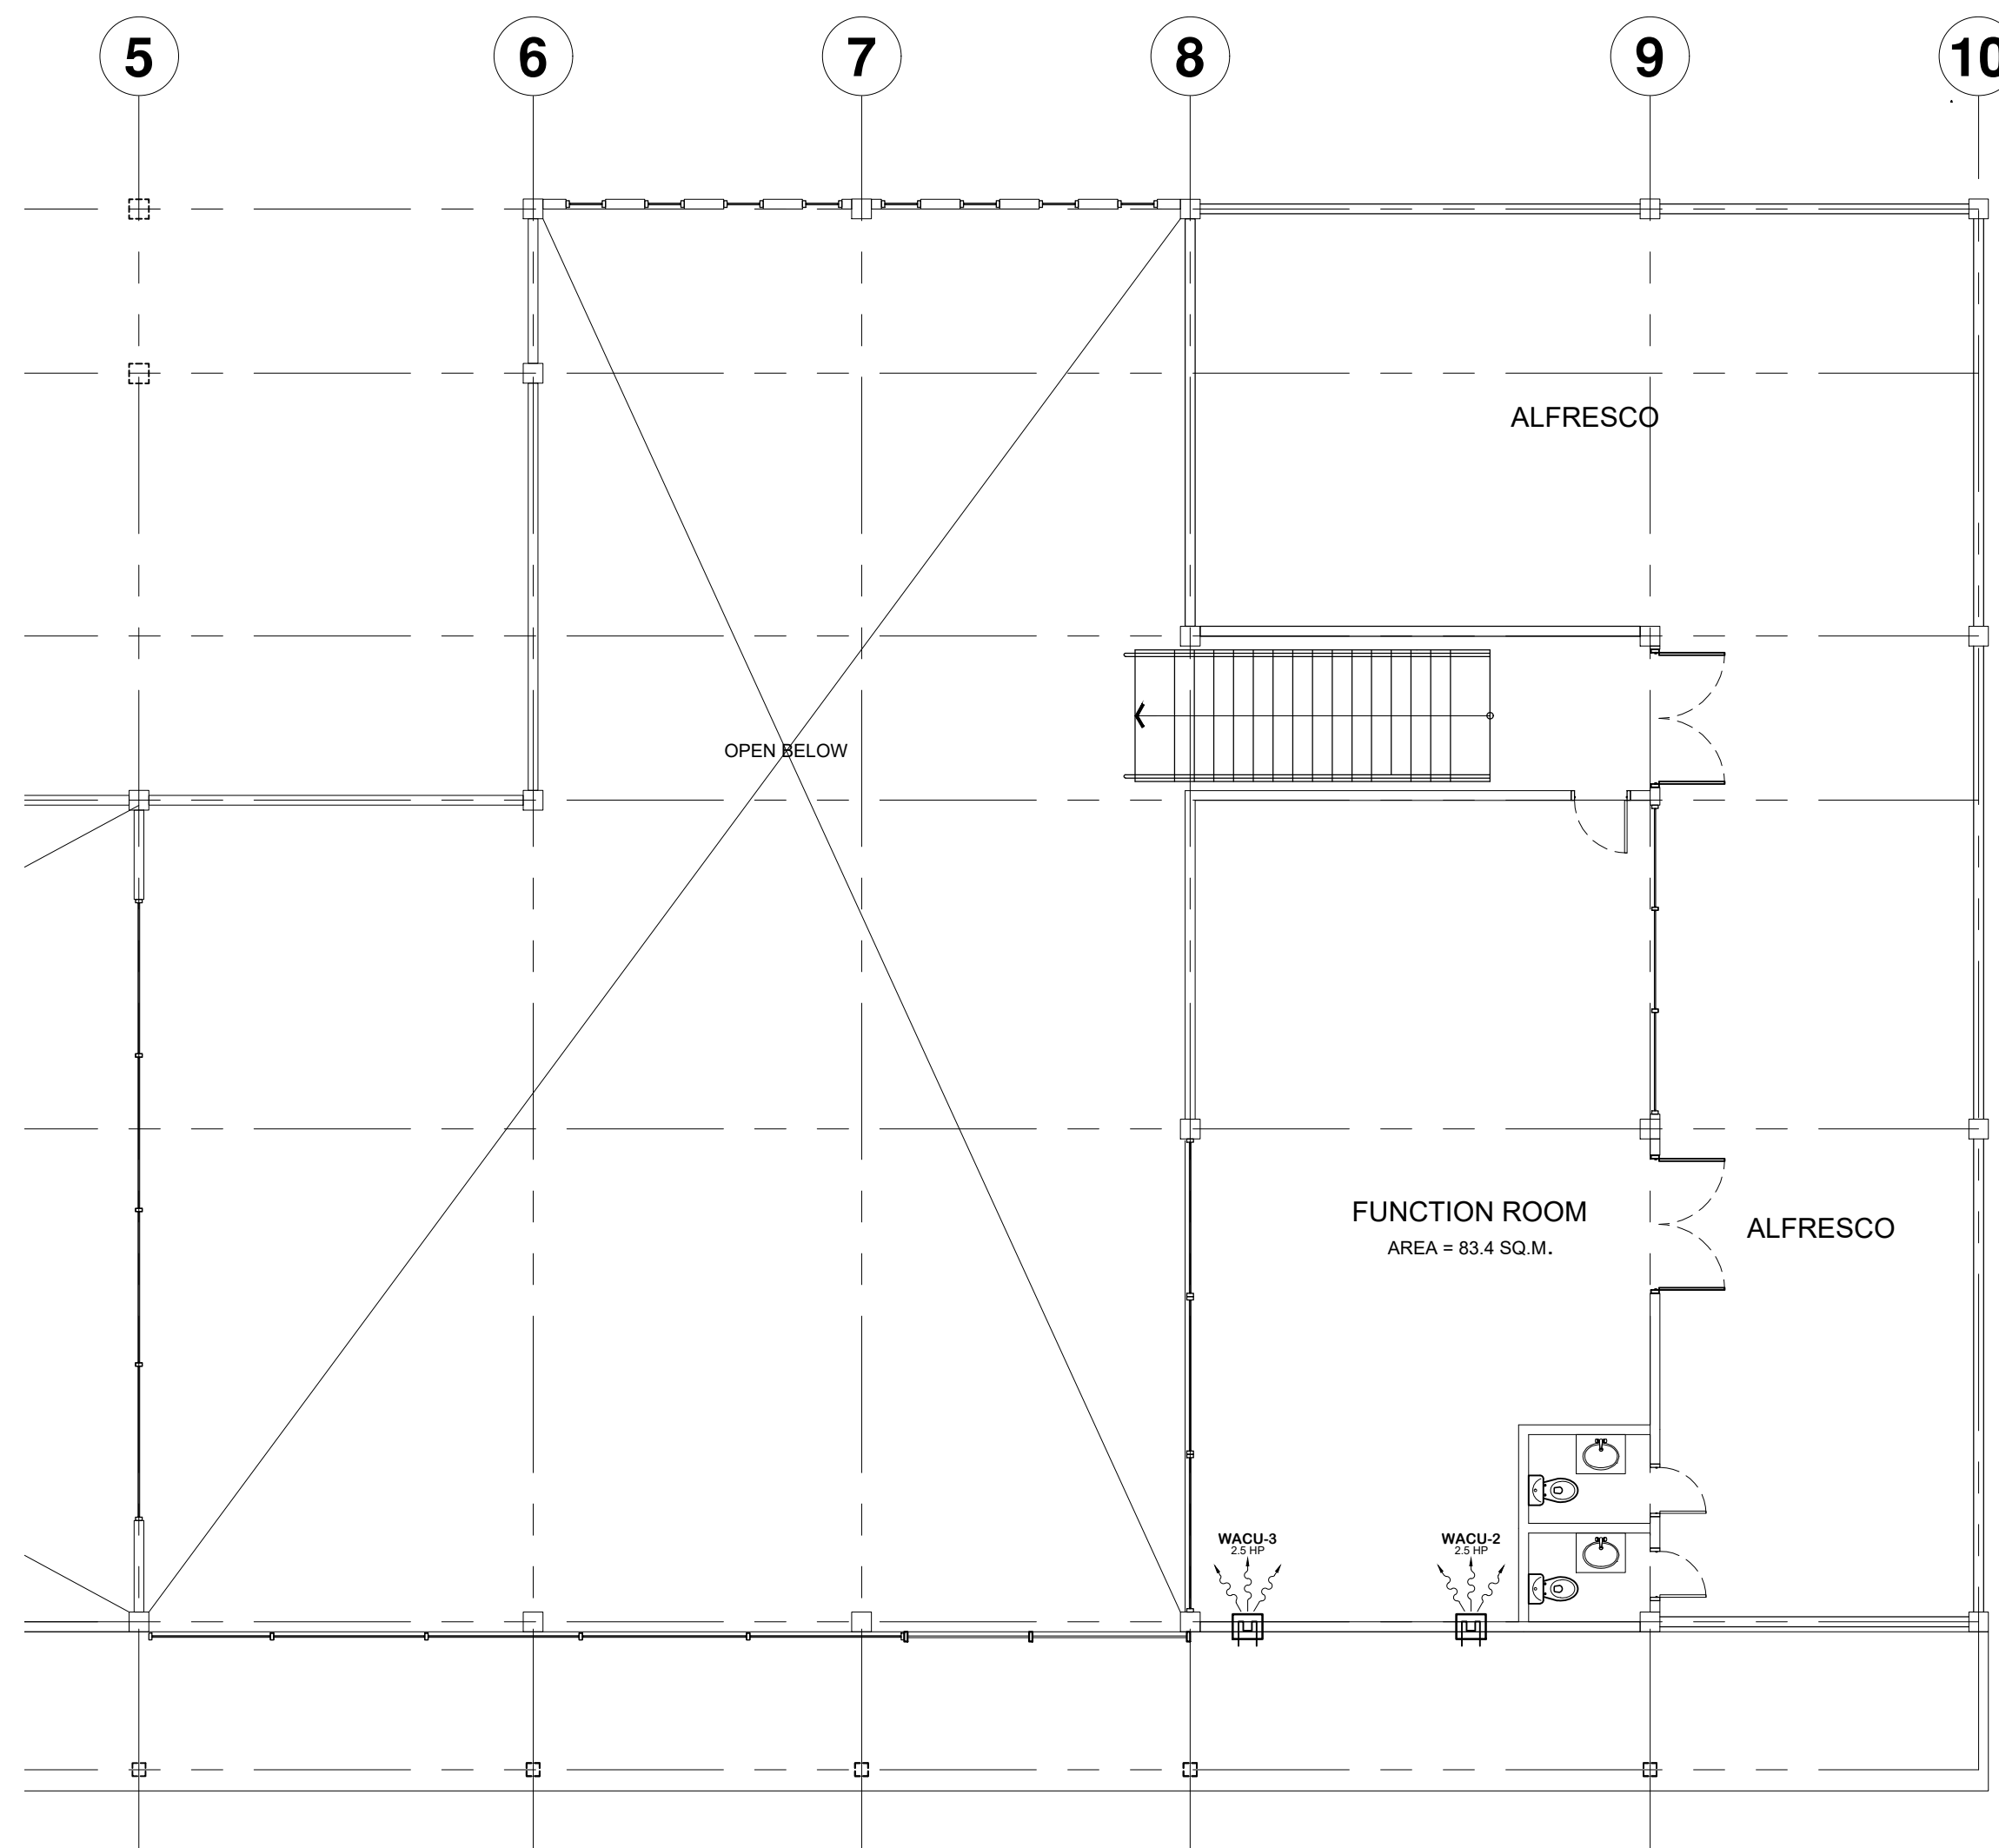 5 6 7 8 9 10
ALFRESCO
OPEN BELOW
FUNCTION ROOM
AREA = 83.4 SQ.M.
ALFRESCO
WACU-3
2.5 HP
WACU-2
2.5 HP